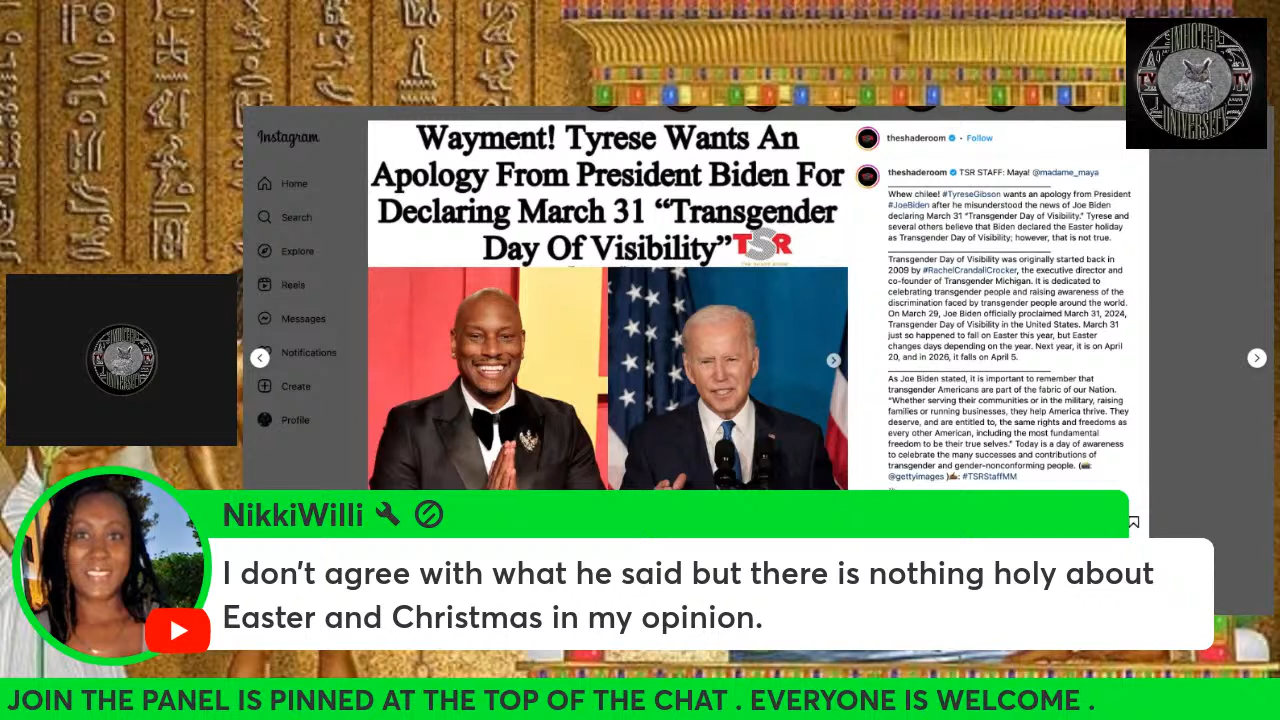 Instagram
Home
Search
Explore
Reels
Messages
Notifications
Create
Profile
Wayment! Tyrese Wants An
Apology From President Biden For
Declaring March 31 “Transgender
Day Of Visibility”
TSR
theshaderoom • Follow
theshaderoom TSR STAFF: Maya! @madame_maya
Whew chilee! #TyreseGibson wants an apology from President
#JoeBiden after he misunderstood the news of Joe Biden
declaring March 31 “Transgender Day of Visibility.” Tyrese and
several others believe that Biden declared the Easter holiday
as Transgender Day of Visibility; however, that is not true.
Transgender Day of Visibility was originally started back in
2009 by #RachelCrandallCrocker, the executive director and
co-founder of Transgender Michigan. It is dedicated to
celebrating transgender people and raising awareness of the
discrimination faced by transgender people around the world.
On March 29, Joe Biden officially proclaimed March 31, 2024,
Transgender Day of Visibility in the United States. March 31
just so happened to fall on Easter this year, but Easter
changes days depending on the year. Next year, it is on April
20, and in 2026, it falls on April 5.
As Joe Biden stated, it is important to remember that
transgender Americans are part of the fabric of our Nation.
“Whether serving their communities or in the military, raising
families or running businesses, they help America thrive. They
deserve, and are entitled to, the same rights and freedoms as
every other American, including the most fundamental
freedom to be their true selves.” Today is a day of awareness
to celebrate the many successes and contributions of
transgender and gender-nonconforming people. (📸:
@gettyimages )✍🏾: #TSRStaffMM
TV TV
UNIVERSITY
NikkiWilli
I don’t agree with what he said but there is nothing holy about
Easter and Christmas in my opinion.
JOIN THE PANEL IS PINNED AT THE TOP OF THE CHAT . EVERYONE IS WELCOME .